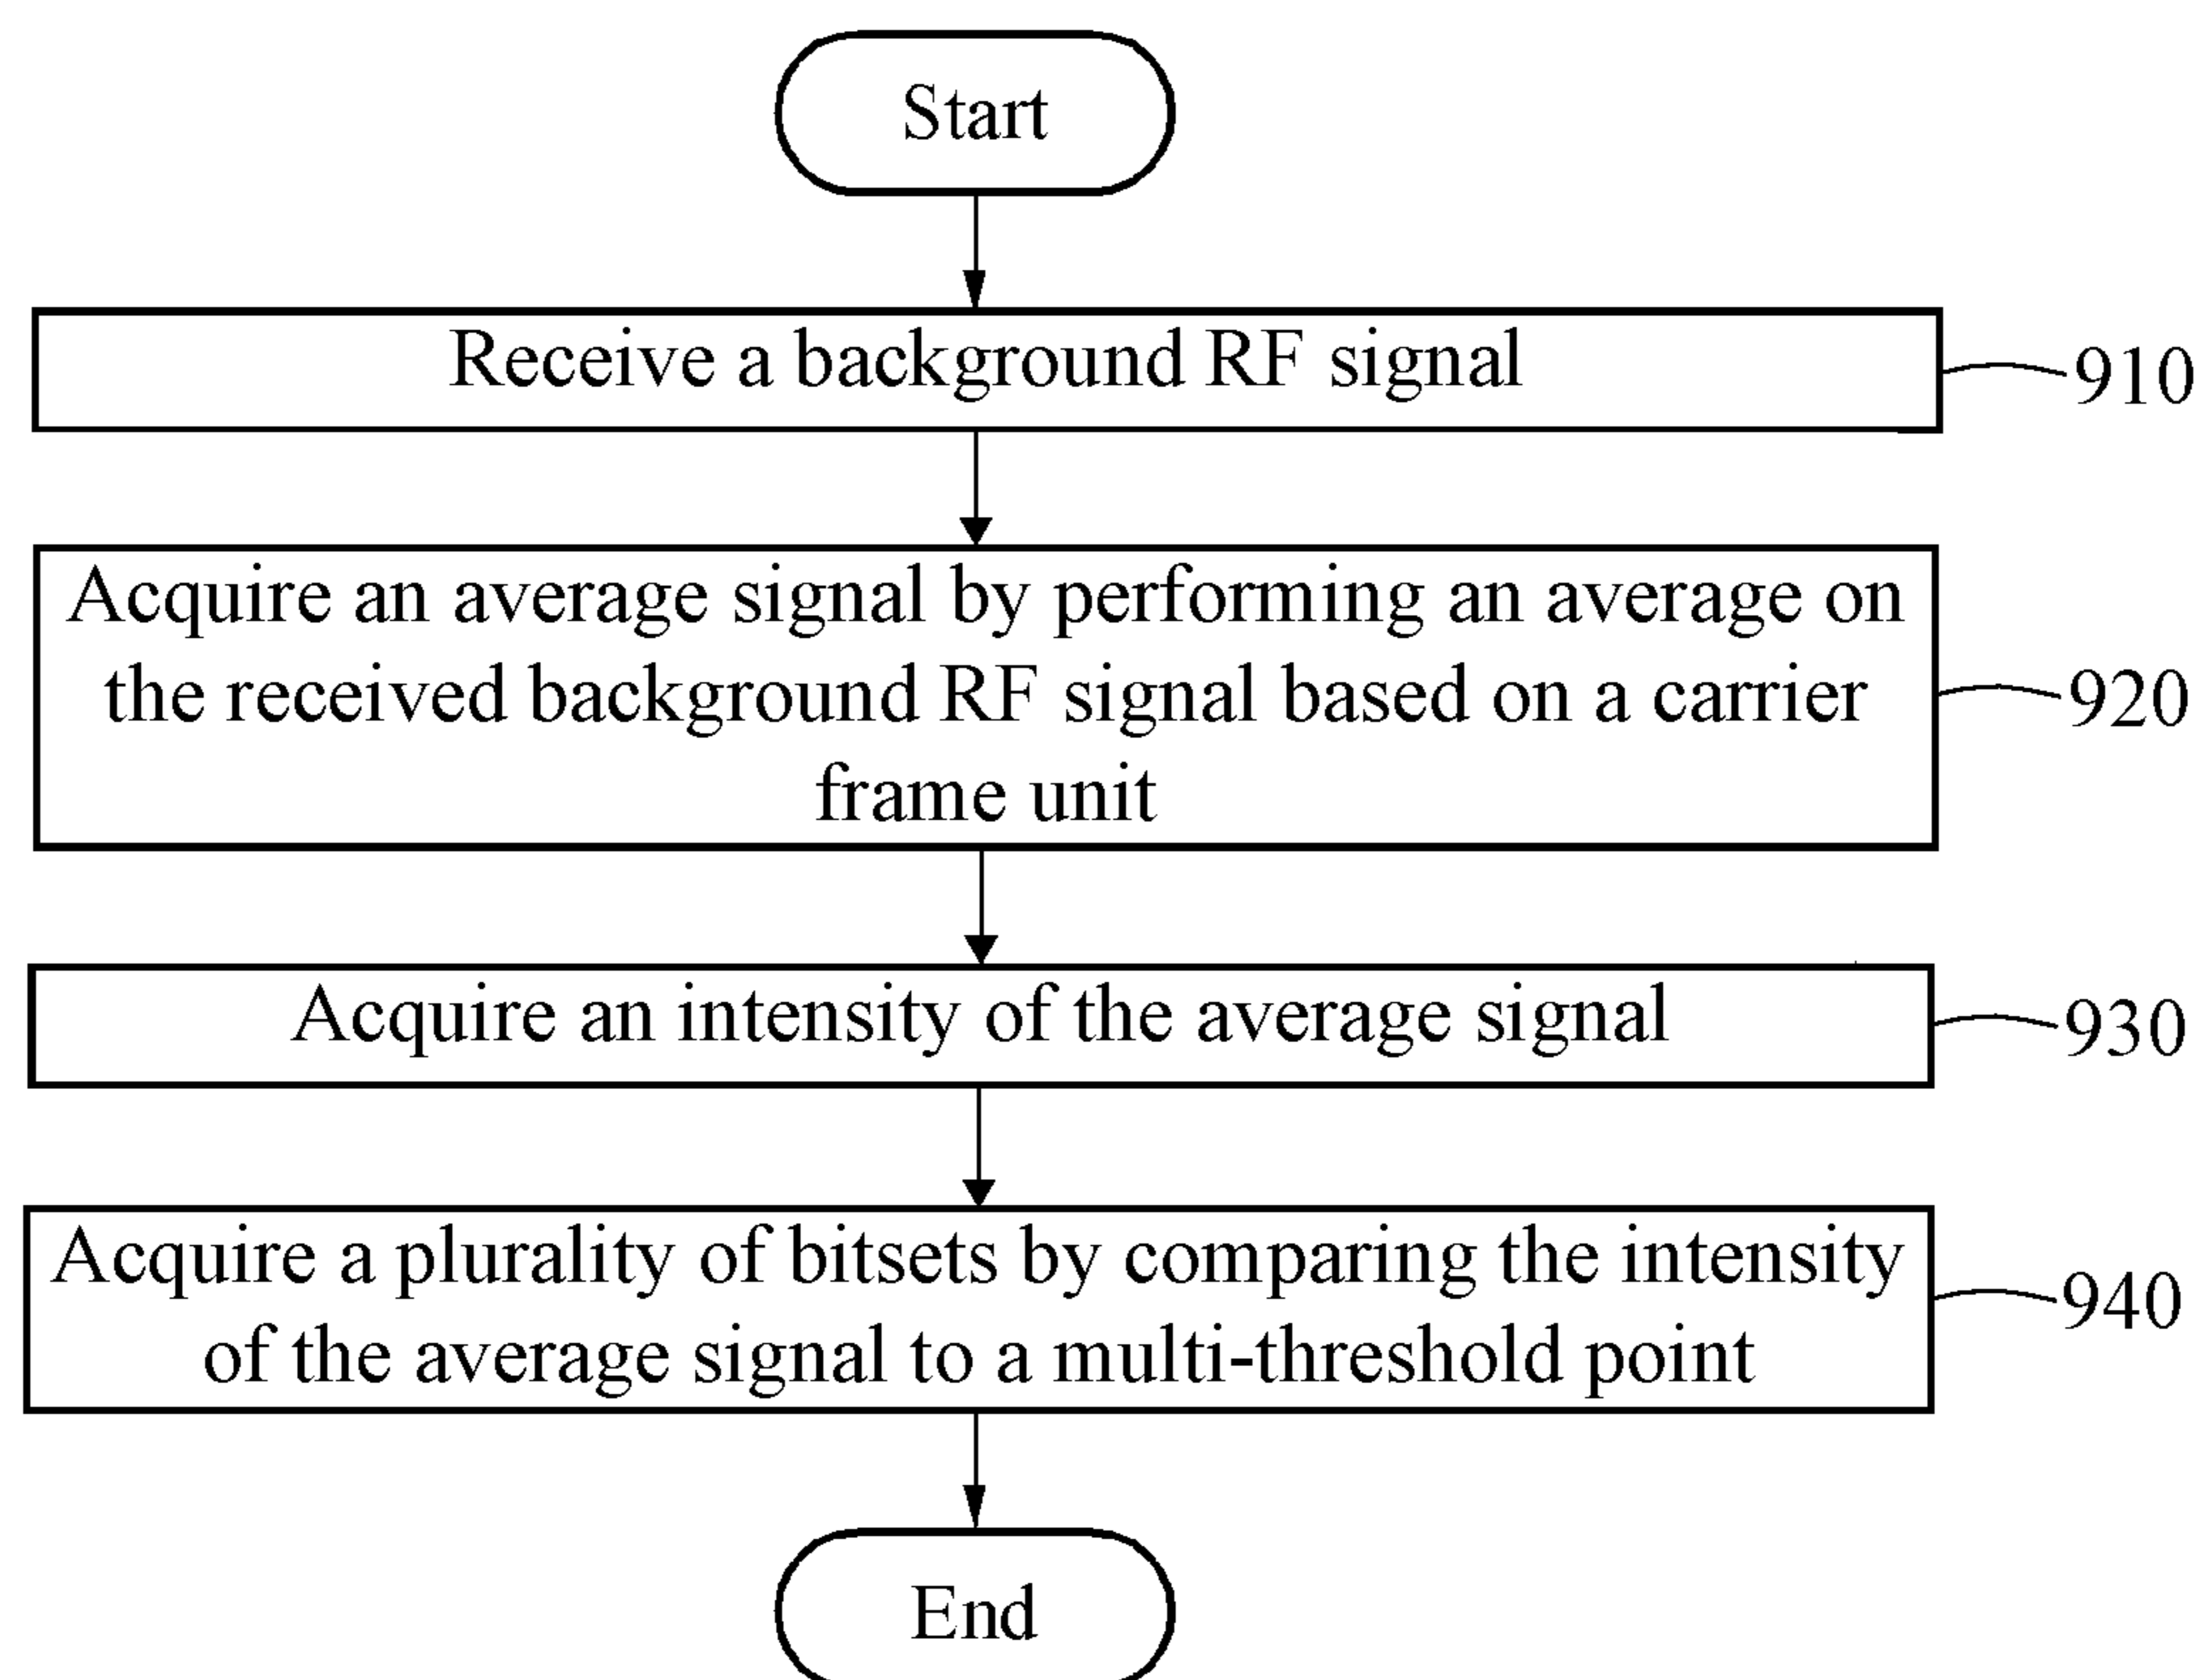 Start
Receive a background RF signal
910
Acquire an average signal by performing an average on
the received background RF signal based on a carrier
frame unit
920
Acquire an intensity of the average signal
930
Acquire a plurality of bitsets by comparing the intensity
of the average signal to a multi-threshold point
940
End